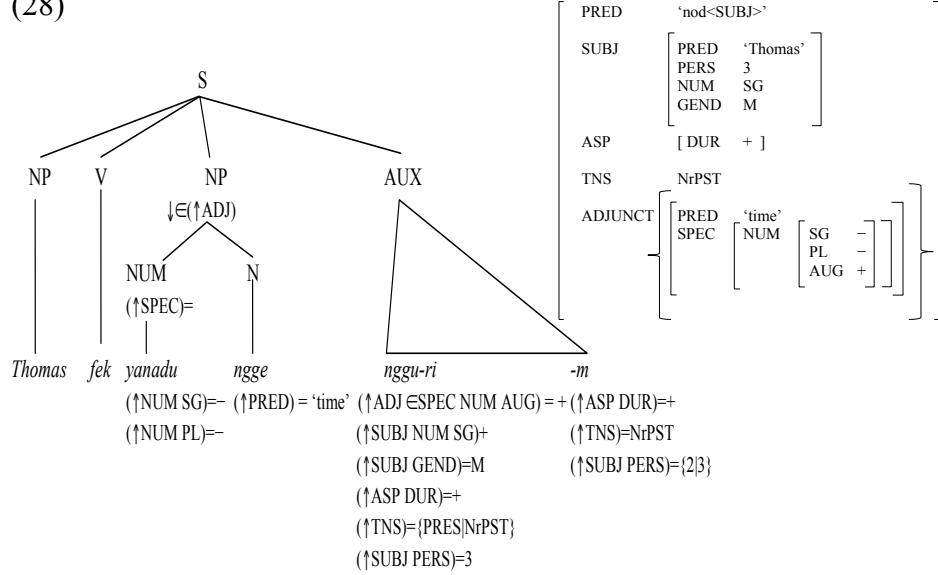 (28)
PRED ‘nod<SUBJ>’
SUBJ PRED ‘Thomas’
PERS 3
NUM SG
GEND M
ASP [ DUR + ]
TNS NrPST
ADJUNCT PRED ‘time’
SPEC NUM SG −
PL −
AUG +
S
NP V NP AUX
↓∈(↑ADJ)
NUM N
(↑SPEC)=
Thomas fek yanadu ngge nggu-ri -m
(↑NUM SG)=− (↑PRED) = ‘time’ (↑ADJ ∈SPEC NUM AUG) = + (↑ASP DUR)=+
(↑NUM PL)=− (↑SUBJ NUM SG)+ (↑TNS)=NrPST
(↑SUBJ GEND)=M (↑SUBJ PERS)={2|3}
(↑ASP DUR)=+
(↑TNS)={PRES|NrPST}
(↑SUBJ PERS)=3